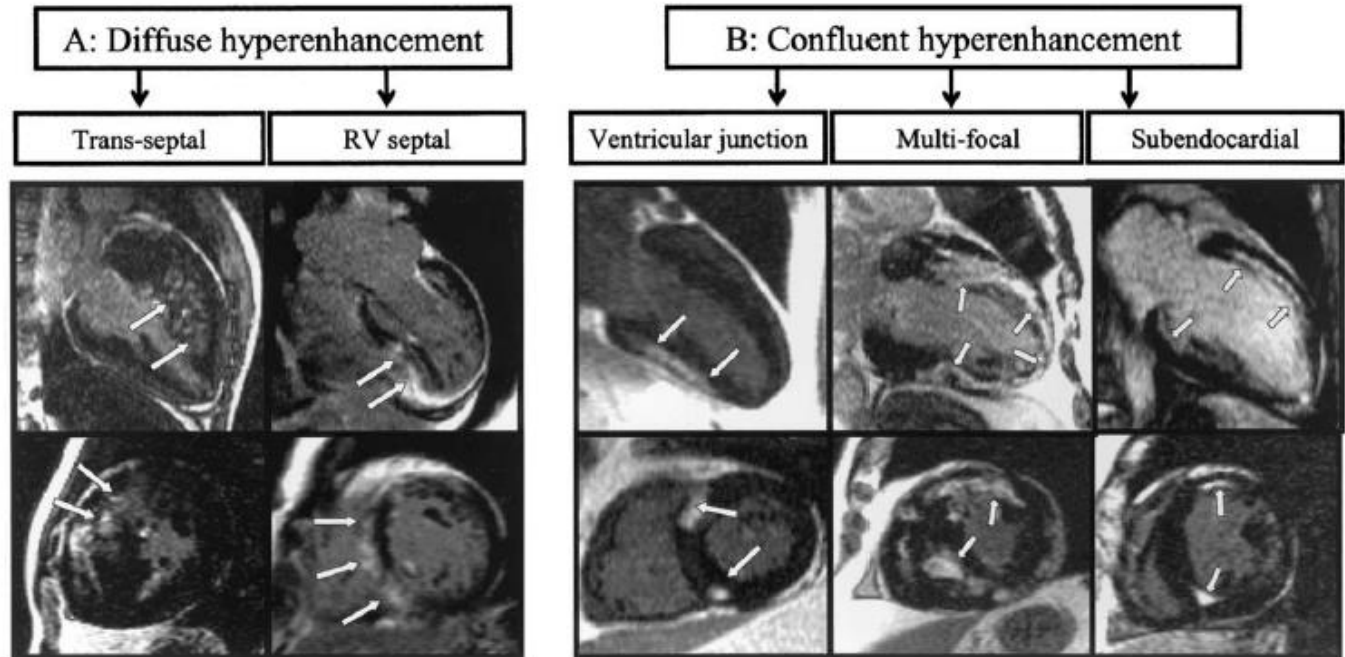 A: Diffuse hyperenhancement
B: Confluent hyperenhancement
Trans-septal
RV septal
Ventricular junction
Multi-focal
Subendocardial